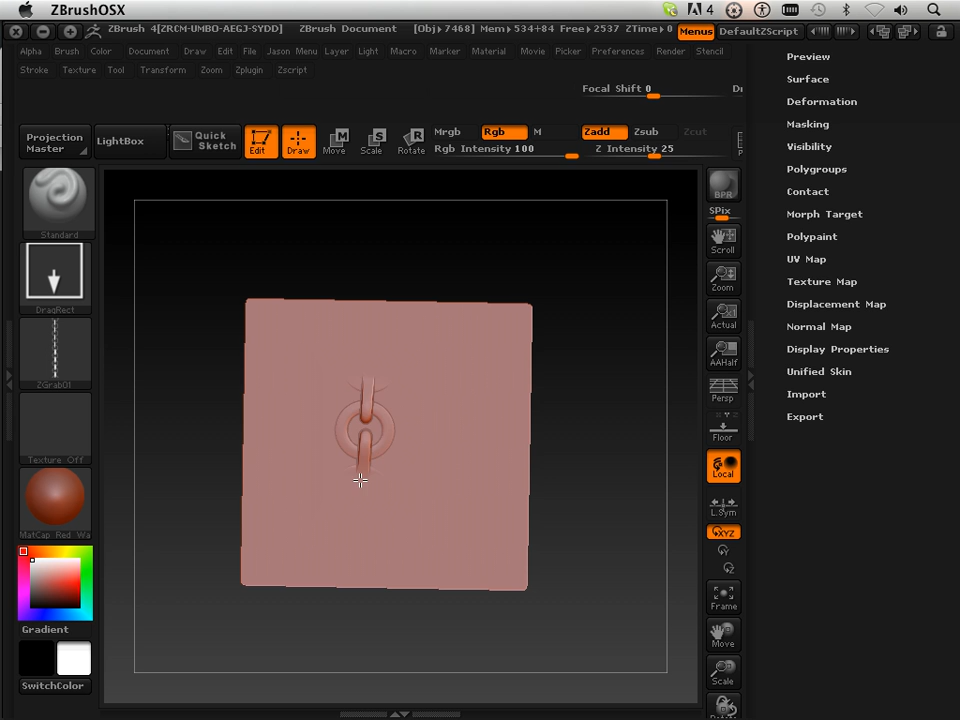 ZBrushOSX
4
ZBrush 4[ZRCM-UMBO-AEGJ-SYDD] ZBrush Document [Obj▸7468] Mem▸534+84 Free▸2537 ZTime▸0 Menus DefaultZScript
Alpha Brush Color Document Draw Edit File Jason Menu Layer Light Macro Marker Material Movie Picker Preferences Render Stencil
Stroke Texture Tool Transform Zoom Zplugin Zscript
Focal Shift 0
Projection Master
LightBox
Quick Sketch
Edit
Draw
Move
Scale
Rotate
Mrgb Rgb M Zadd Zsub Zcut
Rgb Intensity 100 Z Intensity 25
Standard
DragRect
ZGrab01
Texture Off
MatCap Red Wa
Gradient
SwitchColor
BPR
SPix
Scroll
Zoom
Actual
AAHalf
Persp
Floor
Local
L.Sym
XYZ
Frame
Move
Scale
Preview
Surface
Deformation
Masking
Visibility
Polygroups
Contact
Morph Target
Polypaint
UV Map
Texture Map
Displacement Map
Normal Map
Display Properties
Unified Skin
Import
Export